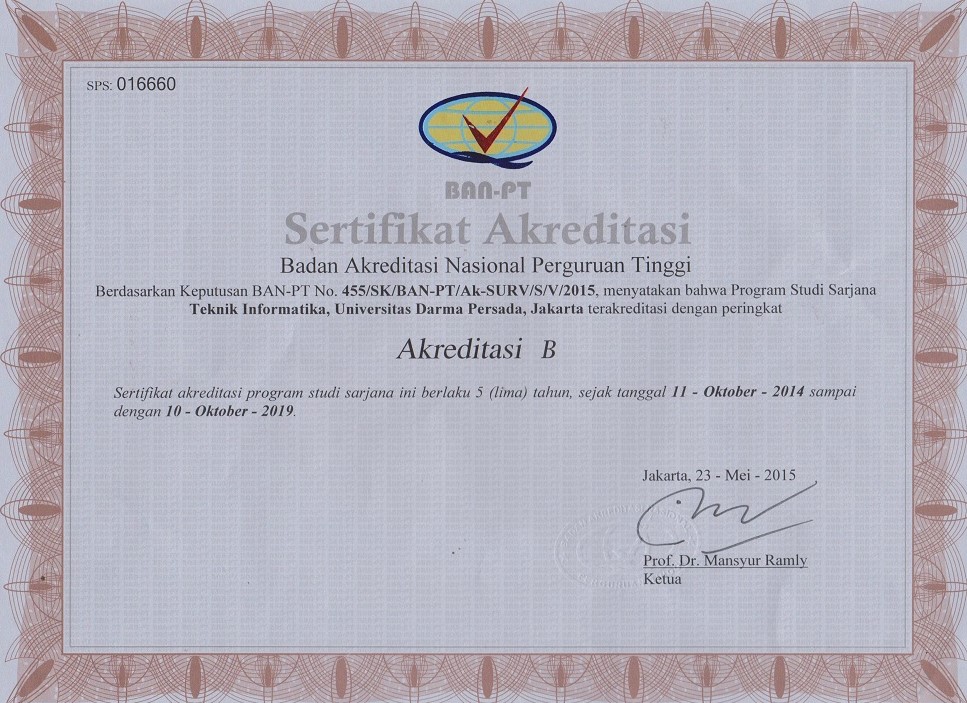 SPS: 016660
BAN-PT
Sertifikat Akreditasi
Badan Akreditasi Nasional Perguruan Tinggi
Berdasarkan Keputusan BAN-PT No. 455/SK/BAN-PT/Ak-SURV/S/V/2015, menyatakan bahwa Program Studi Sarjana
Teknik Informatika, Universitas Darma Persada, Jakarta terakreditasi dengan peringkat
Akreditasi B
Sertifikat akreditasi program studi sarjana ini berlaku 5 (lima) tahun, sejak tanggal 11 - Oktober - 2014 sampai
dengan 10 - Oktober - 2019.
Jakarta, 23 - Mei - 2015
Prof. Dr. Mansyur Ramly
Ketua